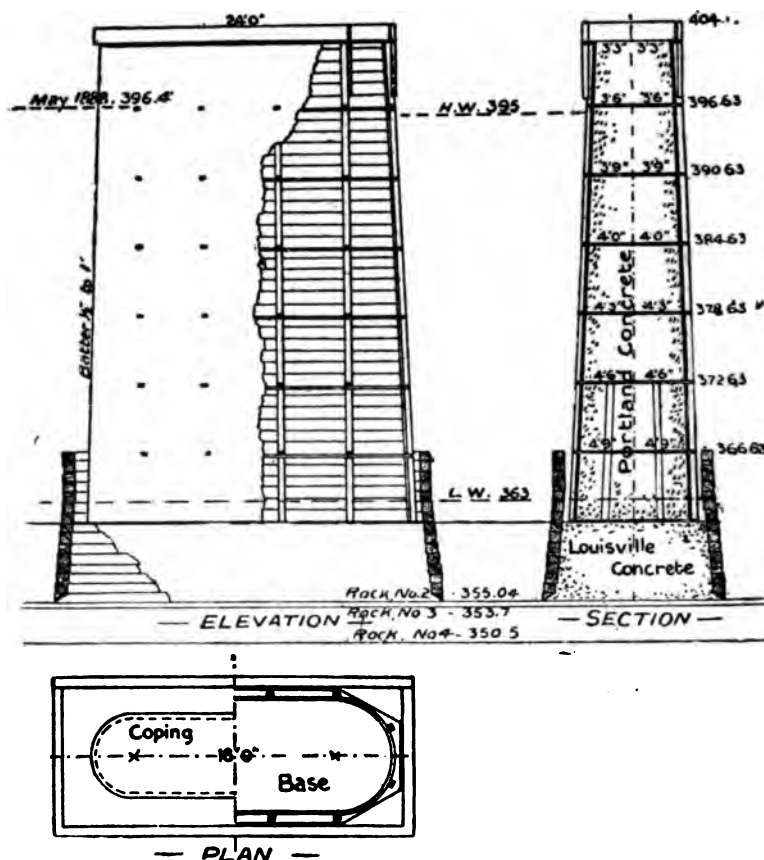 24'0"
404
3'3" 3'3"
May 1888. 396.4
H.W. 395
3'6" 3'6"
396.63
3'9" 3'9"
390.63
4'0" 4'0"
384.63
4'3" 4'3"
378.63
4'6" 4'6"
372.63
4'9" 4'9"
366.63
Batter ½" to 1'
Portland Concrete
L.W. 363
Louisville
Concrete
Rock No.2 - 355.04
Rock. No 3 - 353.7
Rock. No 4 - 350.5
— ELEVATION —
— SECTION —
Coping
18'0"
Base
— PLAN —